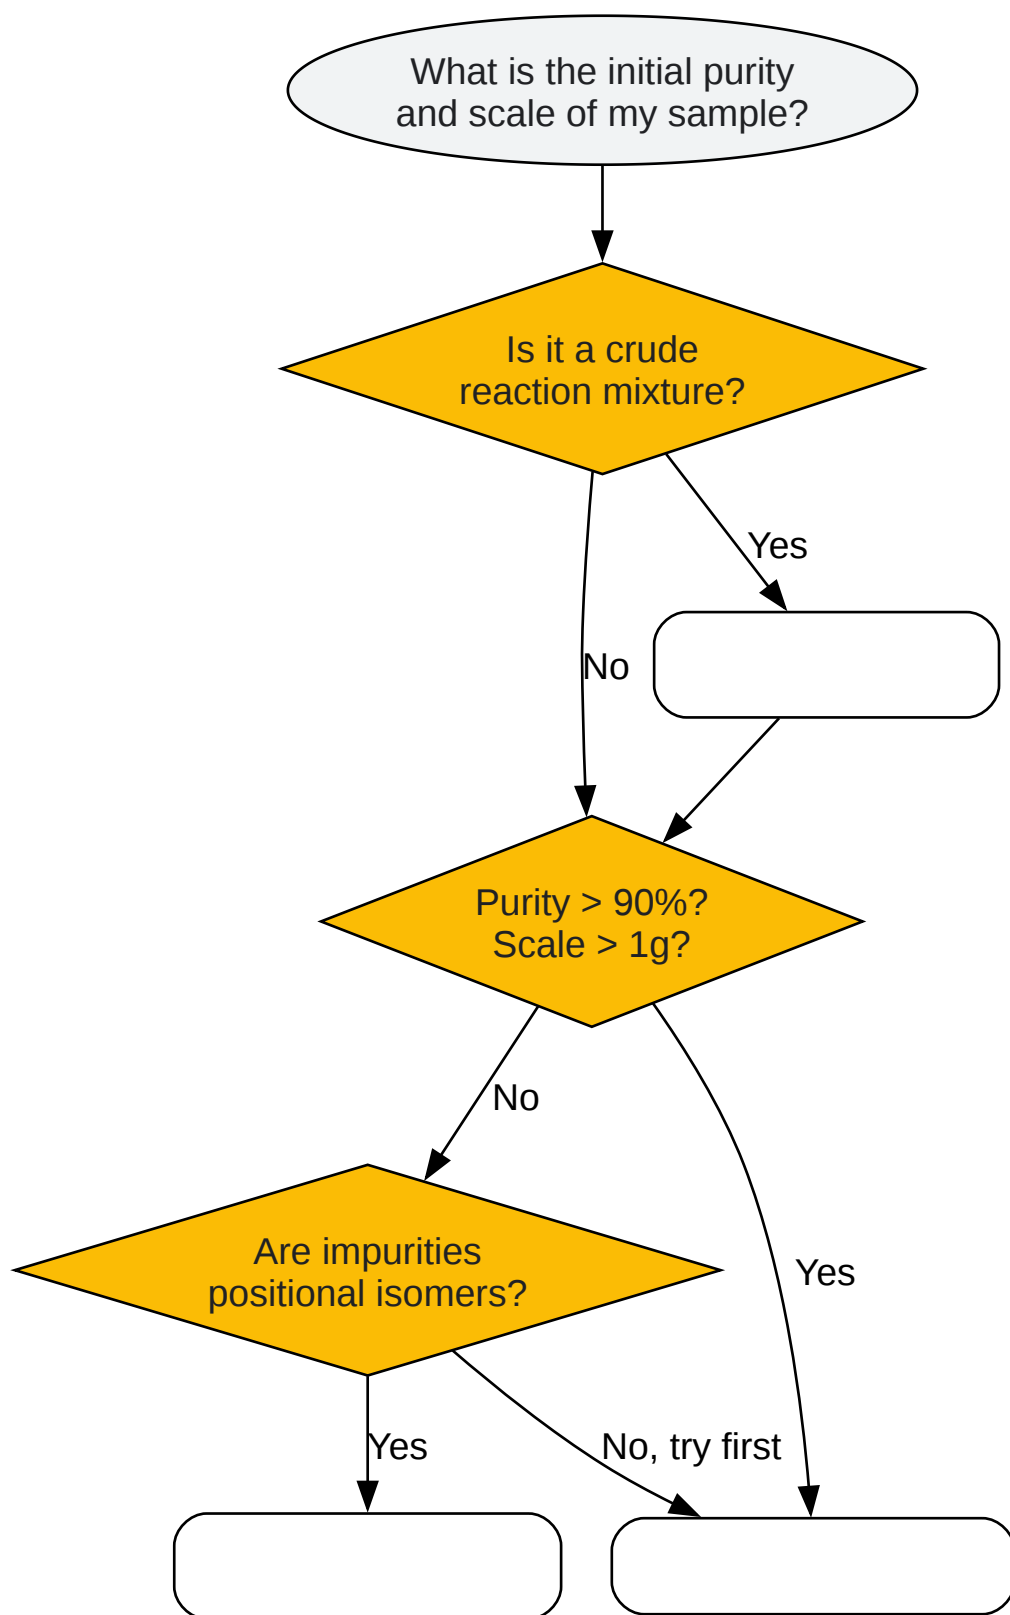 What is the initial purity
and scale of my sample?
Is it a crude
reaction mixture?
Yes
No
Purity > 90%?
Scale > 1g?
No
Are impurities
positional isomers?
Yes
Yes
No, try first